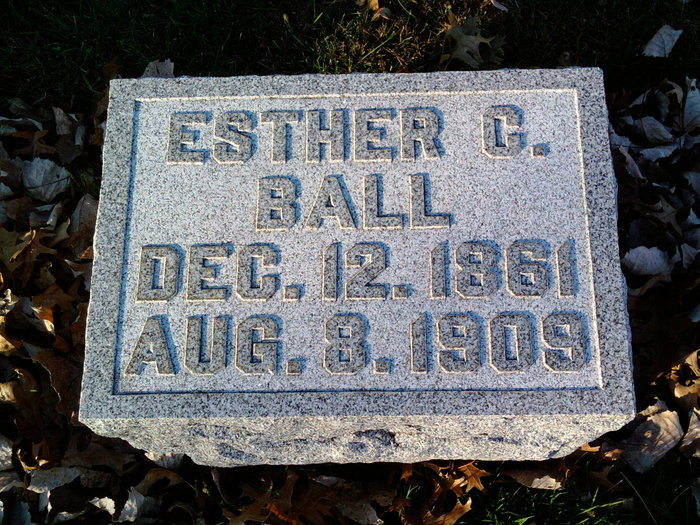 ESTHER C.
BALL
DEC. 12. 1861
AUG. 8. 1909